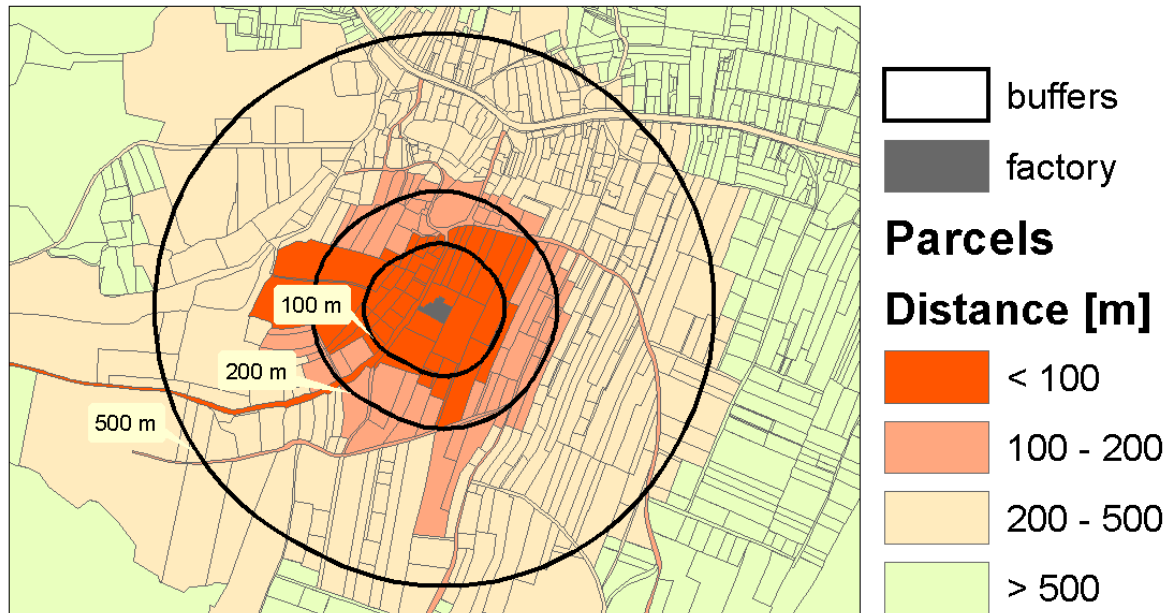 100 m
200 m
500 m
buffers
factory
Parcels
Distance [m]
< 100
100 - 200
200 - 500
> 500